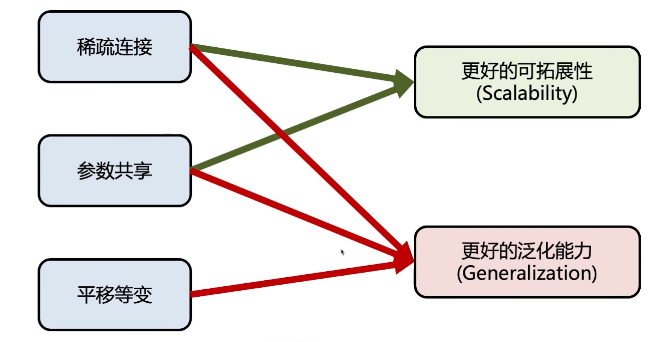 稀疏连接
更好的可拓展性
(Scalability)
参数共享
更好的泛化能力
(Generalization)
平移等变